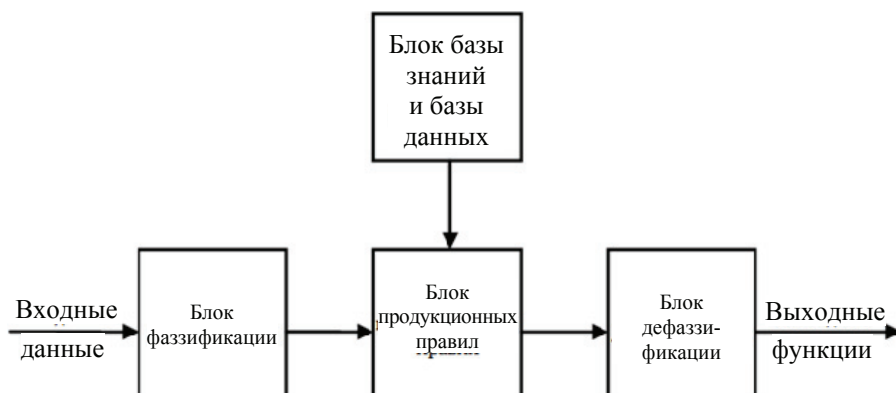 Блок базы
знаний
и базы
данных
Входные
данные
Блок
фаззификации
Блок
продукционных
правил
Блок
дефаззи-
фикации
Выходные
функции